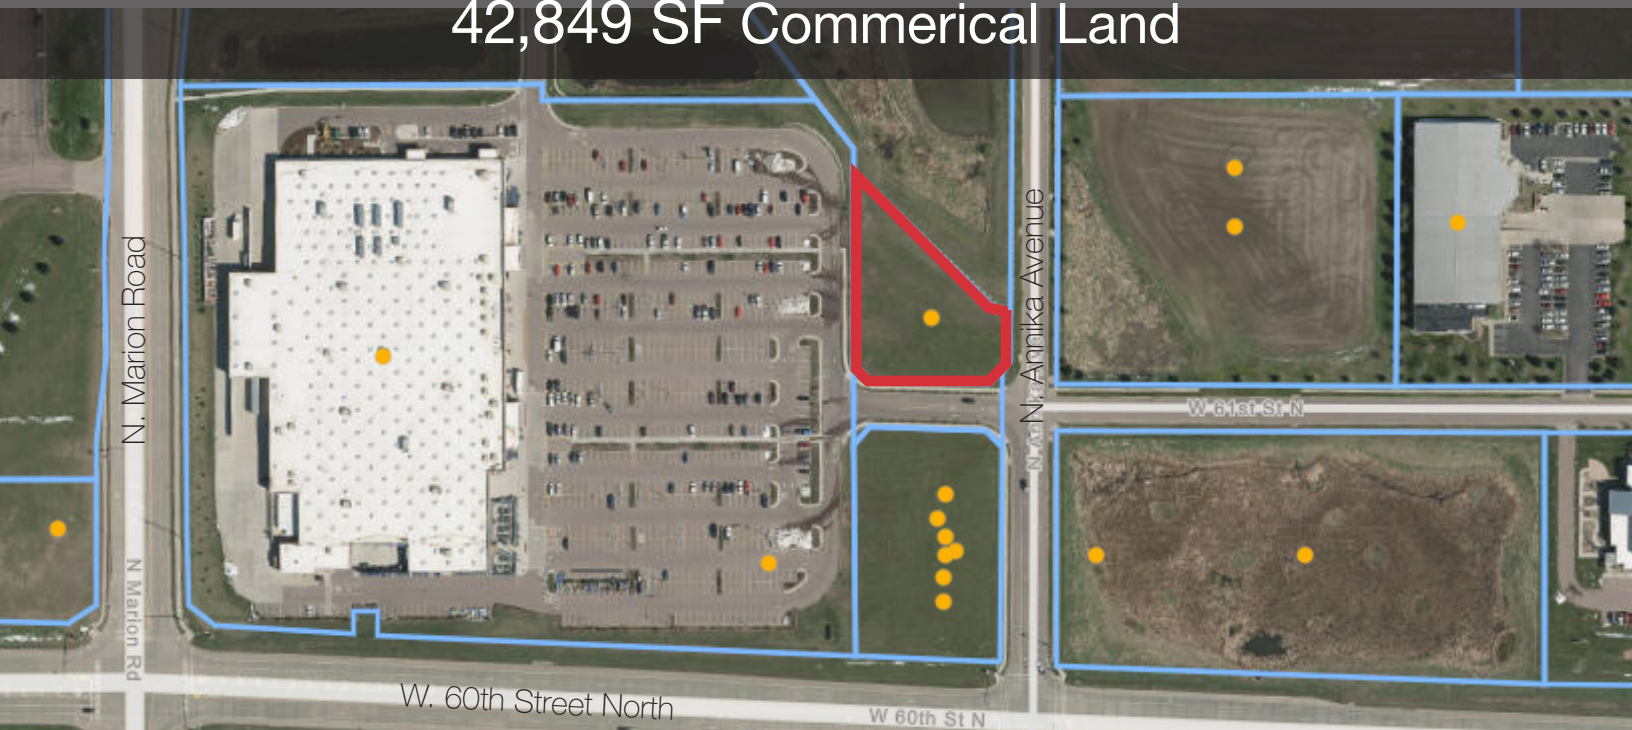 42,849 SF Commerical Land
N. Marion Road
N. Annika Avenue
W 61st St N
N Marion Rd
W. 60th Street North
W 60th St N